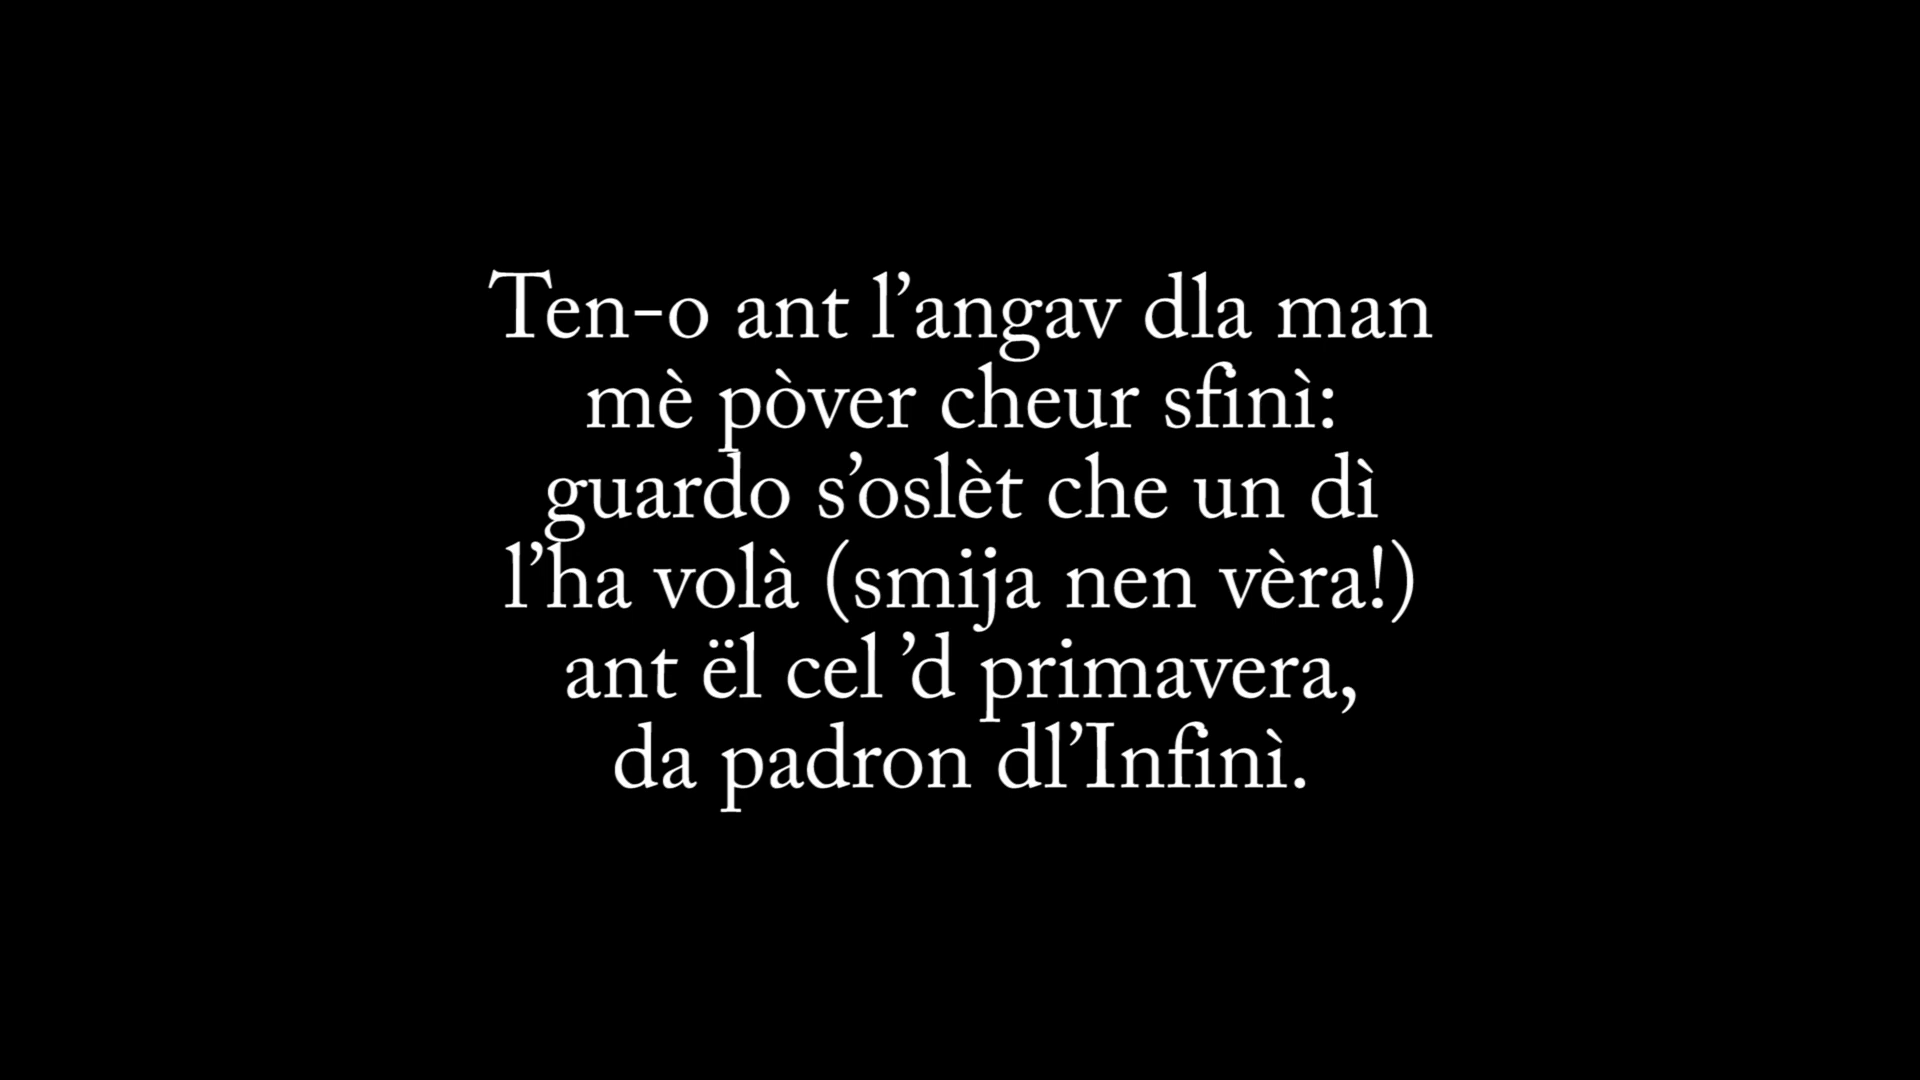 Ten-o ant l’angav dla man
mè pòver cheur sfinì:
guardo s’oslèt che un dì
l’ha volà (smija nen vèra!)
ant ël cel ’d primavera,
da padron dl’Infinì.